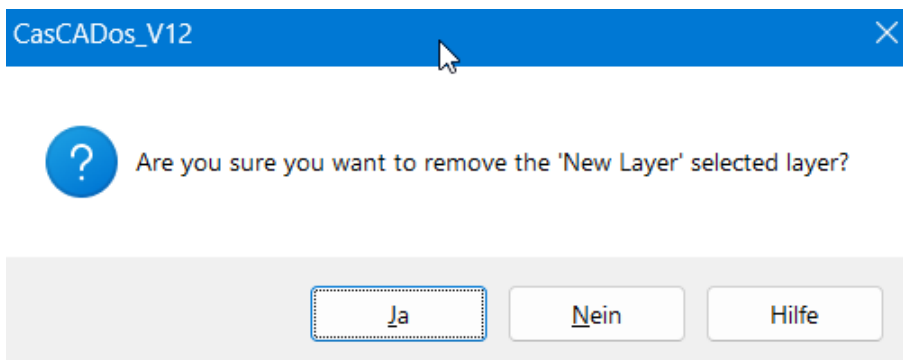 CasCADos_V12
Are you sure you want to remove the 'New Layer' selected layer?
Ja
Nein
Hilfe